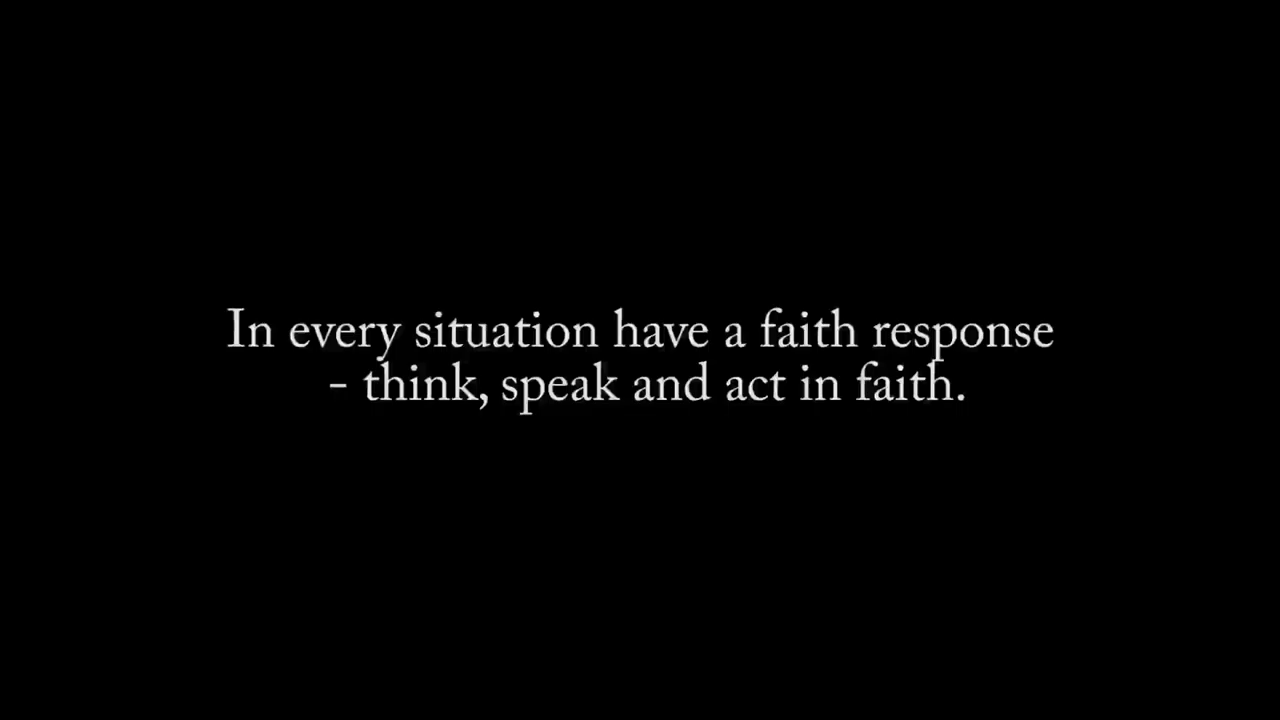 In every situation have a faith response
- think, speak and act in faith.